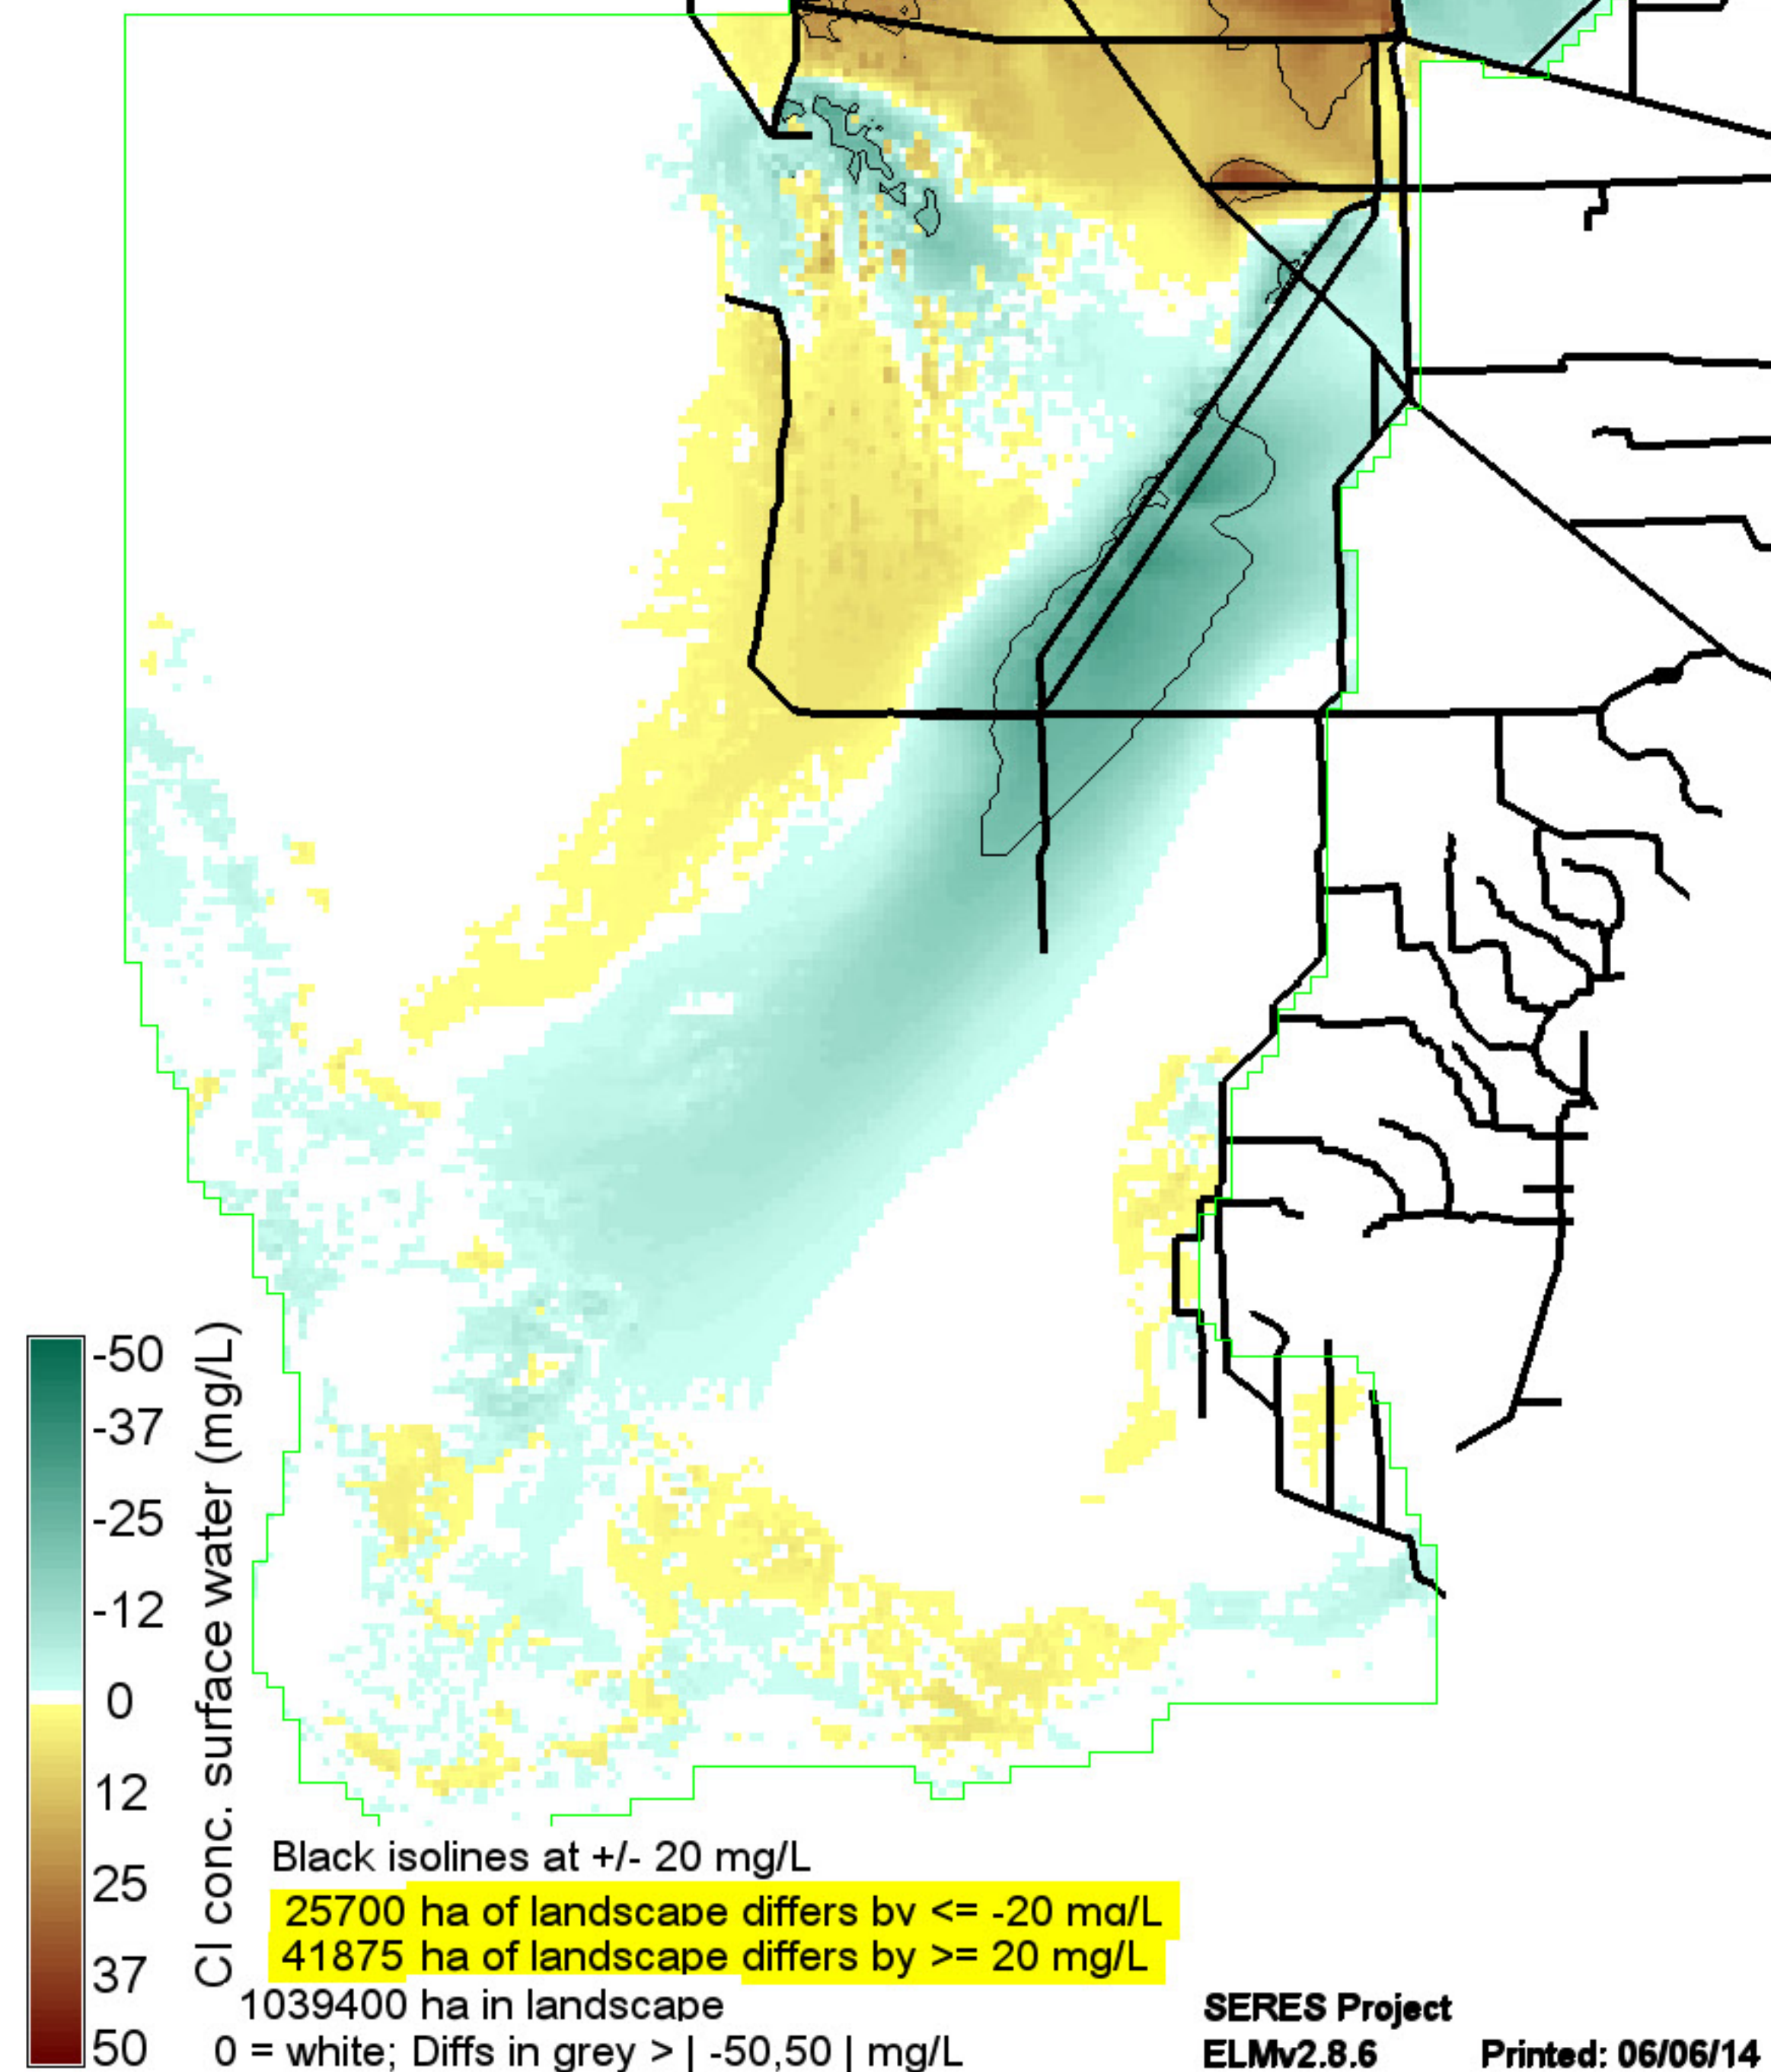 -50
-37
-25
-12
0
12
25
37
50
Cl conc. surface water (mg/L)
Black isolines at +/- 20 mg/L
25700 ha of landscape differs by <= -20 mg/L
41875 ha of landscape differs by >= 20 mg/L
1039400 ha in landscape
0 = white; Diffs in grey > | -50,50 | mg/L
SERES Project
ELMv2.8.6 Printed: 06/06/14